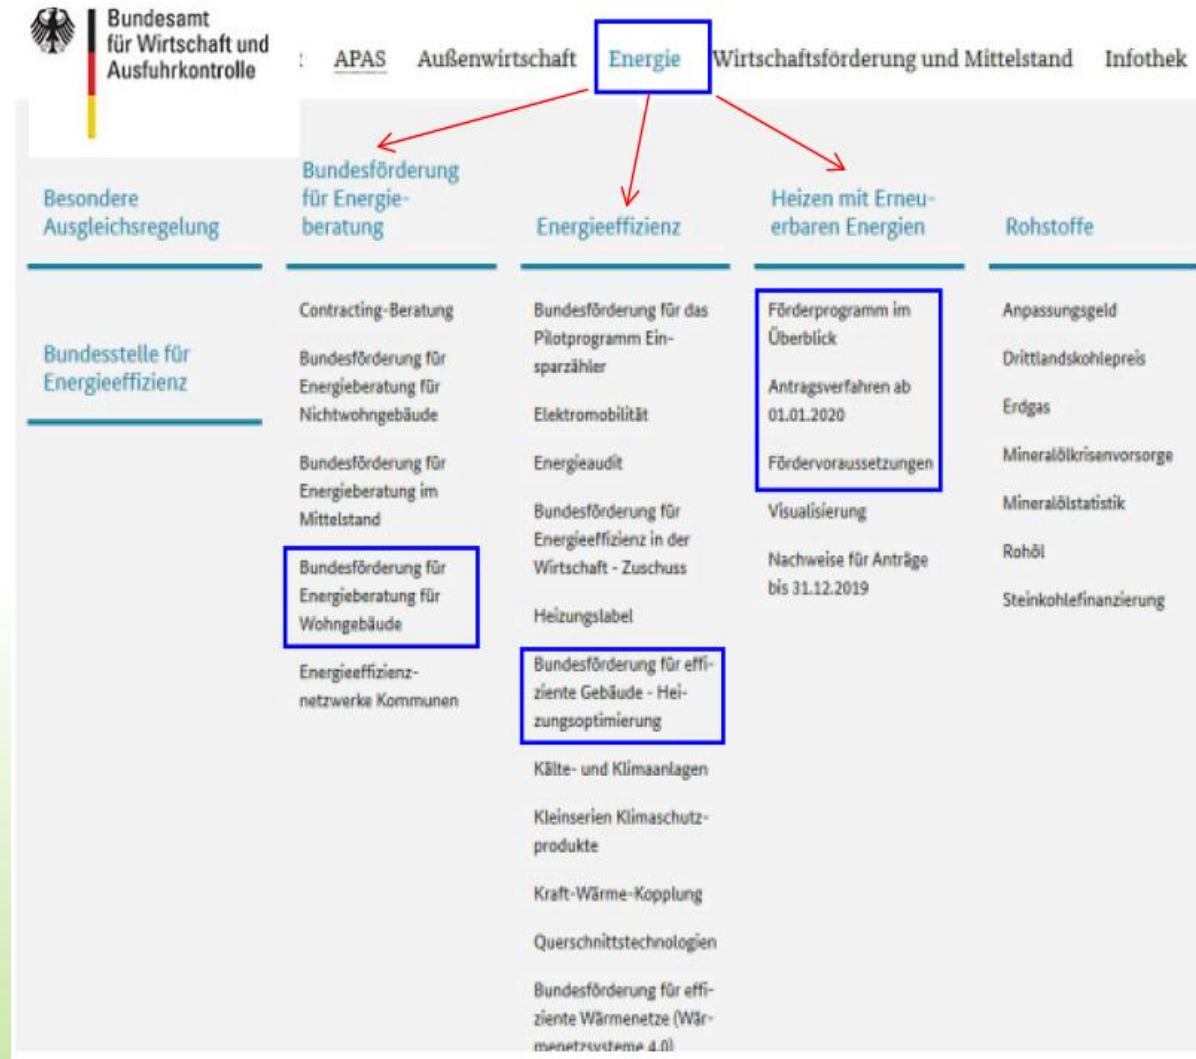 Bundesamt
für Wirtschaft und
Ausfuhrkontrolle
: APAS Außenwirtschaft Energie Wirtschaftsförderung und Mittelstand Infothek
Besondere
Ausgleichsregelung
Bundesstelle für
Energieeffizienz
Bundesförderung
für Energie-
beratung
Contracting-Beratung
Bundesförderung für
Energieberatung für
Nichtwohngebäude
Bundesförderung für
Energieberatung im
Mittelstand
Bundesförderung für
Energieberatung für
Wohngebäude
Energieeffizienz-
netzwerke Kommunen
Energieeffizienz
Bundesförderung für das
Pilotprogramm Ein-
sparzähler
Elektromobilität
Energieaudit
Bundesförderung für
Energieeffizienz in der
Wirtschaft - Zuschuss
Heizungslabel
Bundesförderung für effi-
ziente Gebäude - Hei-
zungsoptimierung
Kälte- und Klimaanlagen
Kleinserien Klimaschutz-
produkte
Kraft-Wärme-Kopplung
Querschnittstechnologien
Bundesförderung für effi-
ziente Wärmenetze (Wär-
menetzsysteme 4.0)
Heizen mit Erneu-
erbaren Energien
Förderprogramm im
Überblick
Antragsverfahren ab
01.01.2020
Fördervoraussetzungen
Visualisierung
Nachweise für Anträge
bis 31.12.2019
Rohstoffe
Anpassungsgeld
Drittlandskohlepreis
Erdgas
Mineralölkrisenvorsorge
Mineralölstatistik
Rohöl
Steinkohlefinanzierung